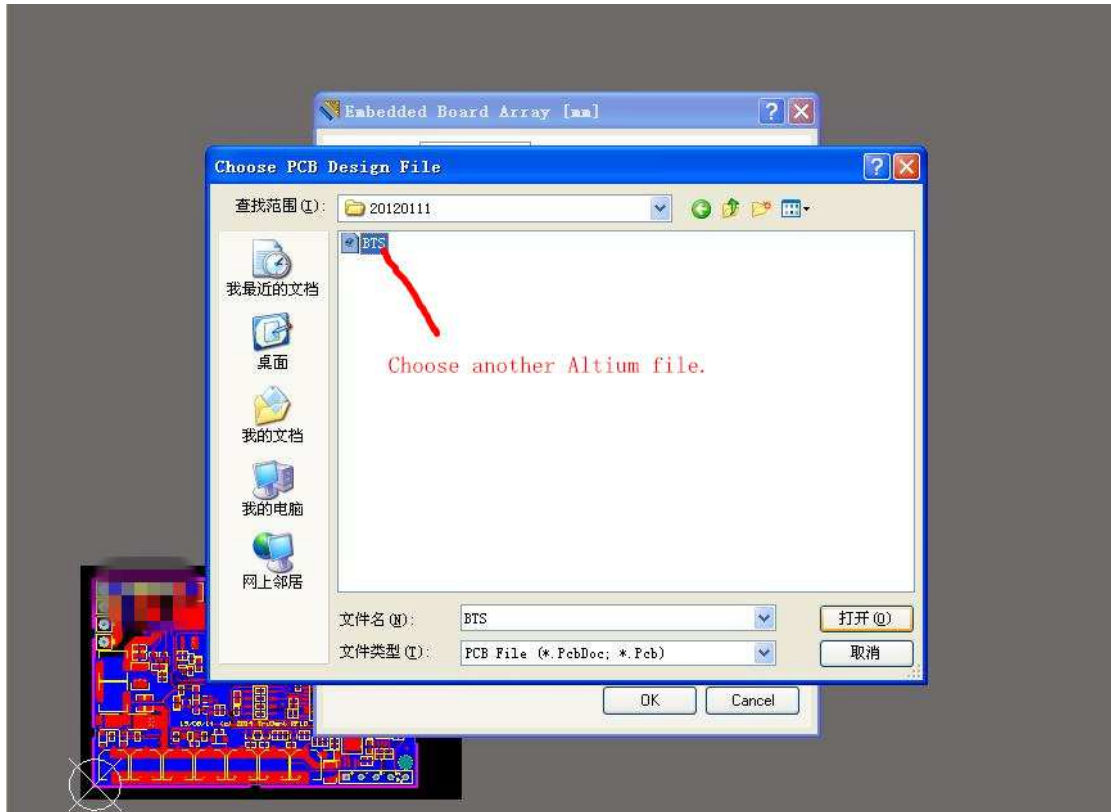 Embedded Board Array [mm]
Choose PCB Design File
查找范围(I):
20120111
BTS
我最近的文档
桌面
我的文档
我的电脑
网上邻居
Choose another Altium file.
文件名(N):
BTS
打开(O)
文件类型(T):
PCB File (*.PcbDoc; *.Pcb)
取消
OK
Cancel